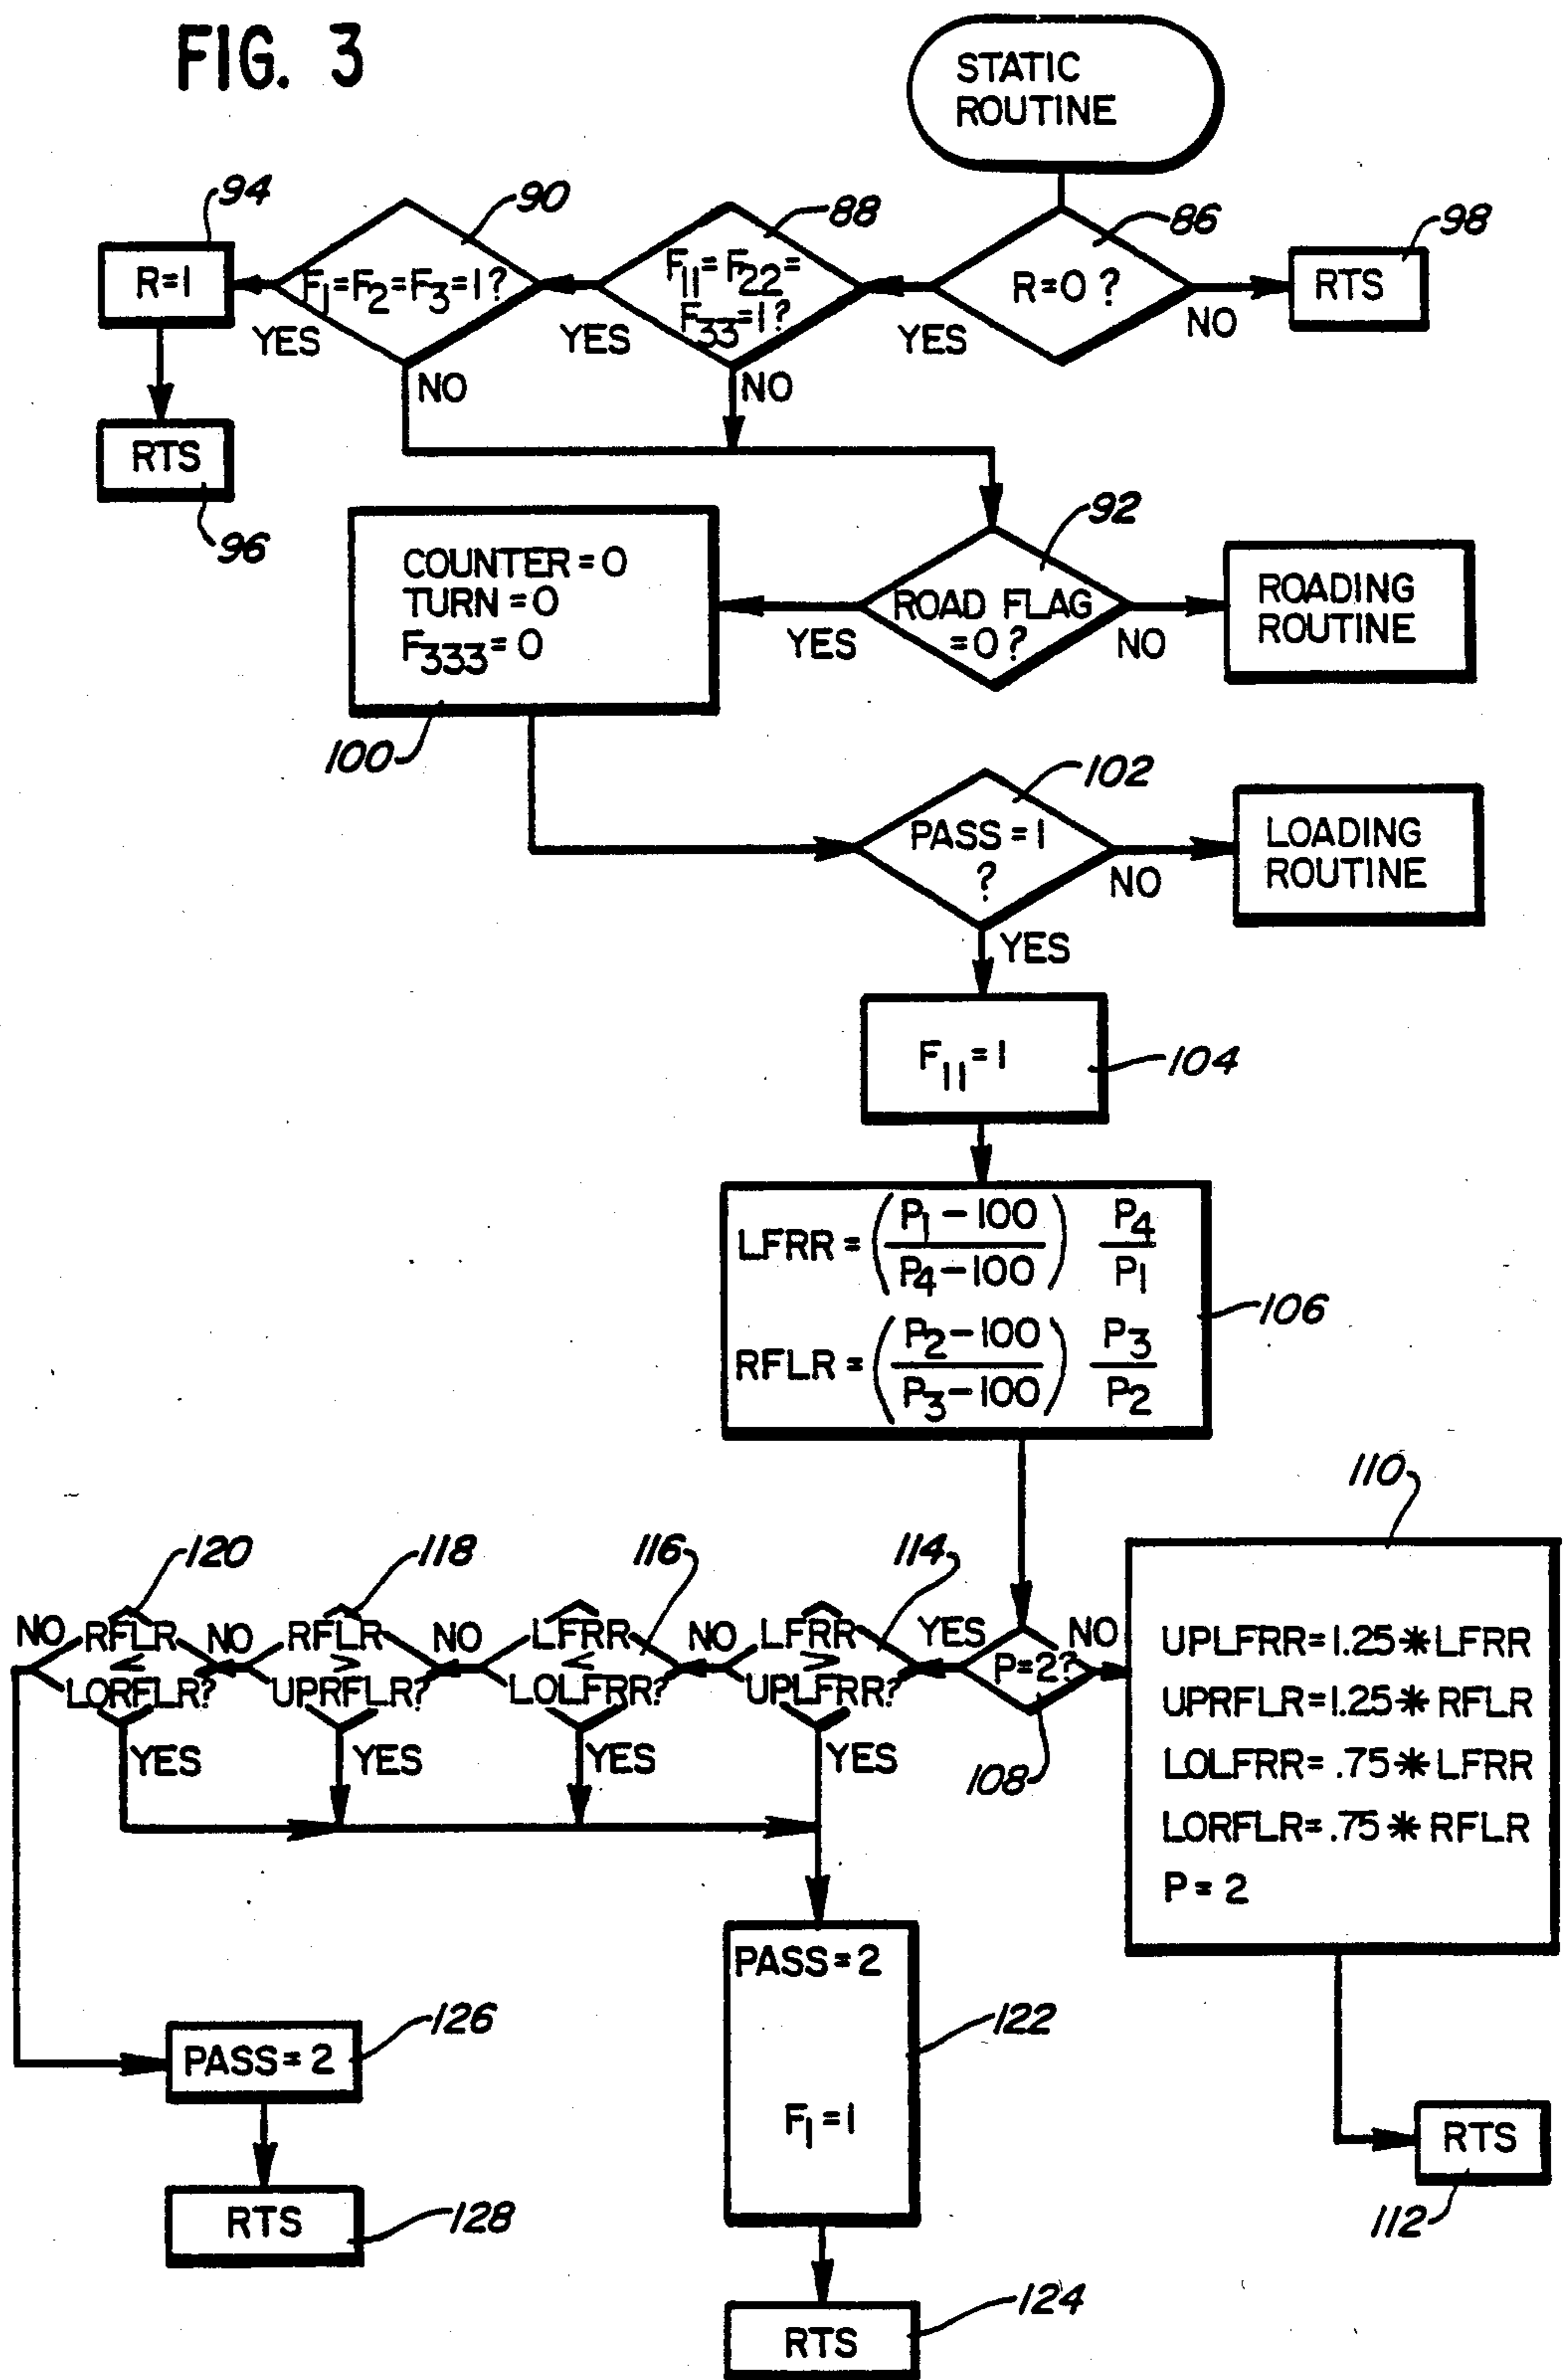 FIG. 3
STATIC
ROUTINE
94
90
88
86
98
R=1
F1=F2=F3=1?
F11=F22=
F33=1?
R=0?
RTS
YES
YES
YES
NO
NO
NO
RTS
96
92
COUNTER=0
TURN=0
F333=0
ROAD FLAG
=0?
YES
NO
ROADING
ROUTINE
100
102
PASS=1
?
NO
LOADING
ROUTINE
YES
F11=1
104
LFRR=((P1-100)/(P4-100)) P4/P1
RFLR=((P2-100)/(P3-100)) P3/P2
106
110
120
118
116
114
NO
RFLR
<
LORFLR?
NO
RFLR
>
UPRFLR?
NO
LFRR
<
LOLFRR?
NO
LFRR
>
UPLFRR?
YES
P=2?
NO
YES
YES
YES
YES
108
UPLFRR=1.25*LFRR
UPRFLR=1.25*RFLR
LOLFRR=.75*LFRR
LORFLR=.75*RFLR
P=2
PASS=2
F1=1
122
126
PASS=2
RTS
112
RTS
128
RTS
124